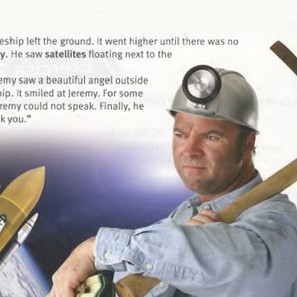 eship left the ground. It went higher until there was no
y. He saw satellites floating next to the
emy saw a beautiful angel outside
ip. It smiled at Jeremy. For some
eremy could not speak. Finally, he
k you."